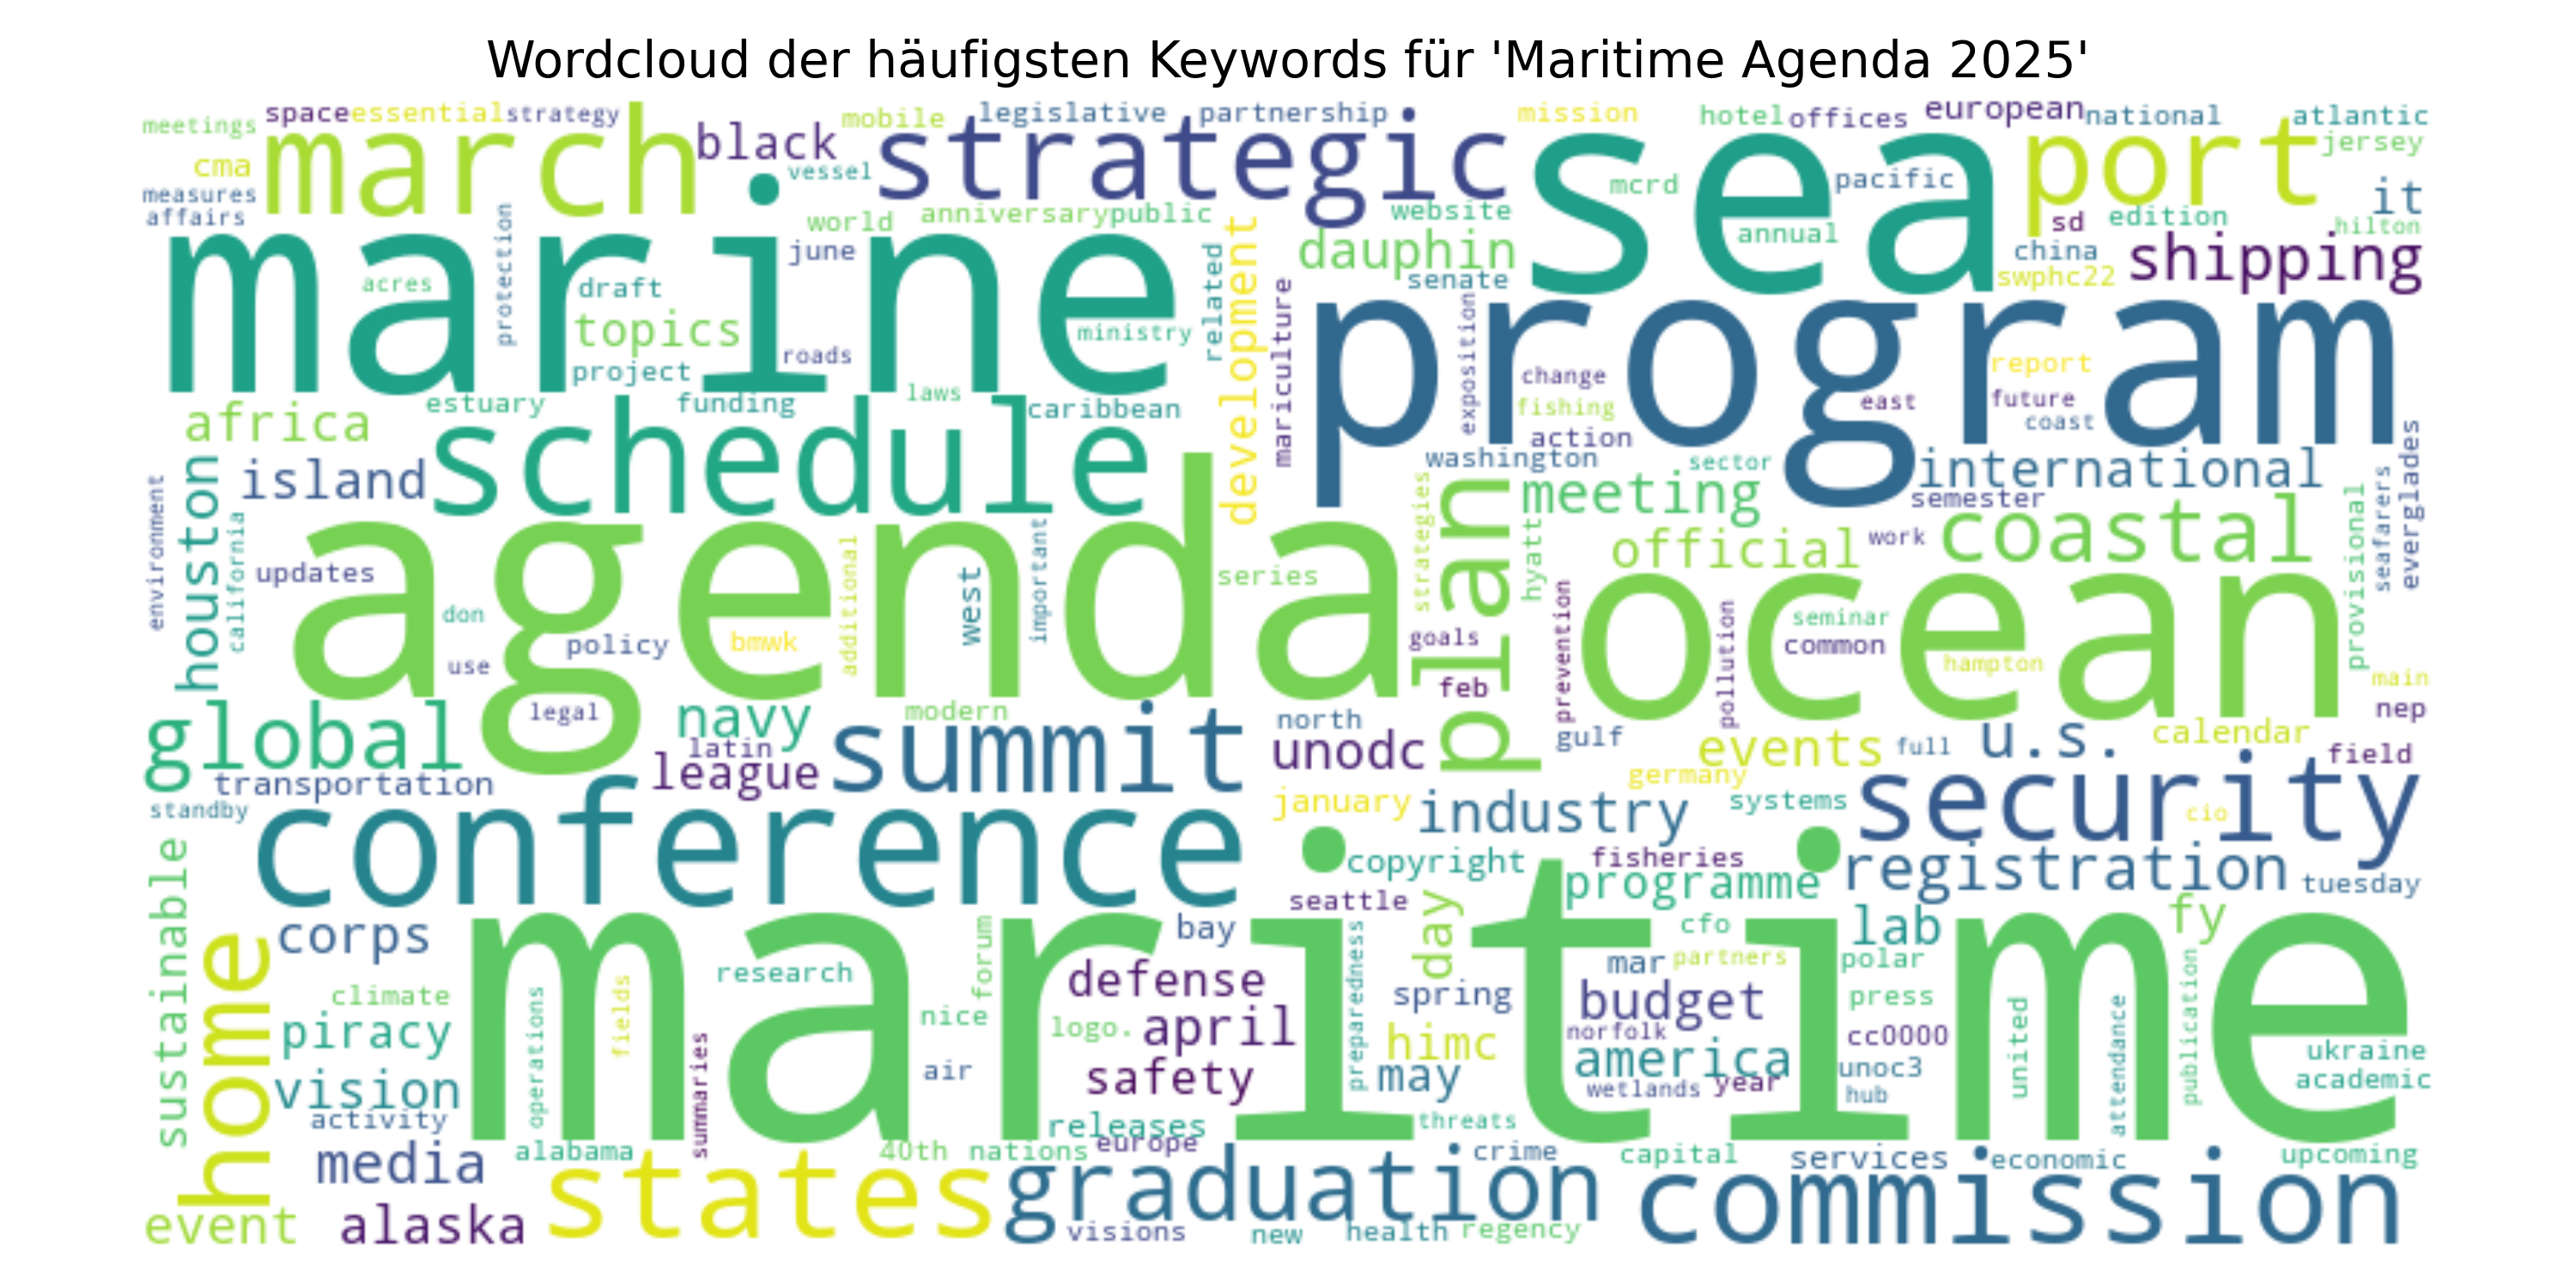 Wordcloud der häufigsten Keywords für 'Maritime Agenda 2025'
meetings space essential strategy mobile legislative partnership mission hotel offices european national atlantic
march black strategic sea port jersey
cma vessel mcrd pacific it
measures affairs world anniversary public website annual sd edition hilton
marine protection june dauphin china shipping
acres draft related development senate swphc22
topics ministry mariculture exposition program
project roads change report
estuary funding laws caribbean fishing east future coast
africa schedule action
island washington sector international
houston strategies meeting semester seafarers everglades
environment california updates agenda additional west important series plan hyatt official work coastal provisional
don ocean seminar
policy bmwk goals prevention pollution common
use hampton main
legal feb nep
global navy modern north gulf events full u.s. calendar
latin summit unodc field
transportation league germany security
standby january industry systems cio
conference copyright fisheries registration
sustainable seattle programme tuesday
home corps forum bay day cfo lab fy
maritime
research defense preparedness mar partners polar
climate operations fields spring budget press united attendance publication
piracy nice logo. april himc norfolk cc0000
summaries air safety may america unoc3 ukraine
vision wetlands year hub academic
activity releases threats
media alabama 40th nations europe crime capital services economic upcoming
states graduation commission
event alaska visions new health regency